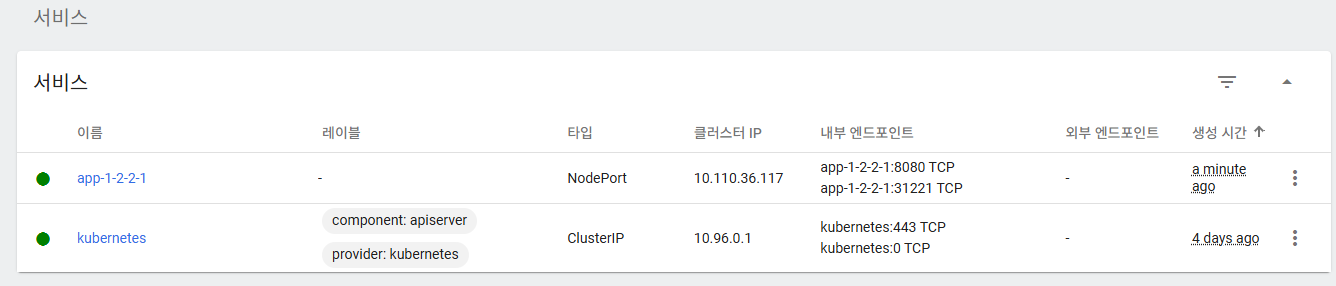 서비스
서비스
이름 레이블 타입 클러스터 IP 내부 엔드포인트 외부 엔드포인트 생성 시간
app-1-2-2-1 - NodePort 10.110.36.117 app-1-2-2-1:8080 TCP - a minute
app-1-2-2-1:31221 TCP ago
component: apiserver
kubernetes ClusterIP 10.96.0.1 kubernetes:443 TCP - 4 days ago
kubernetes:0 TCP
provider: kubernetes